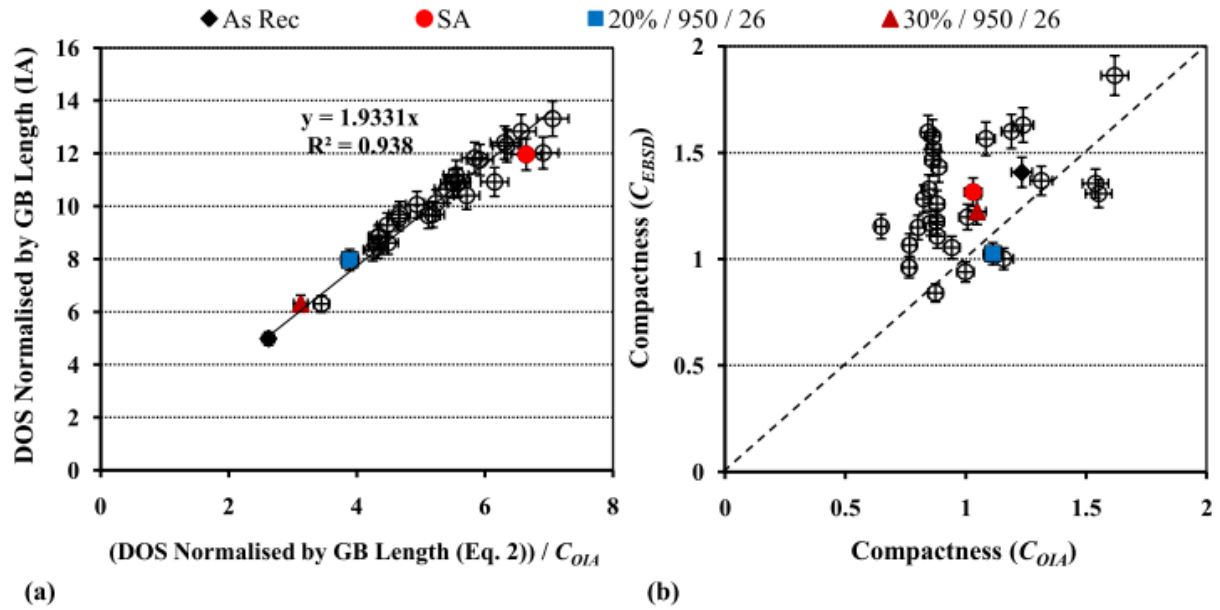 As Rec SA 20% / 950 / 26 30% / 950 / 26
DOS Normalised by GB Length (IA)
16
14
12
10
8
6
4
2
0
y = 1.9331x
R² = 0.938
0 2 4 6 8
(DOS Normalised by GB Length (Eq. 2)) / C_OIA
(a)
Compactness (C_EBSD)
2
1.5
1
0.5
0
0 0.5 1 1.5 2
Compactness (C_OIA)
(b)